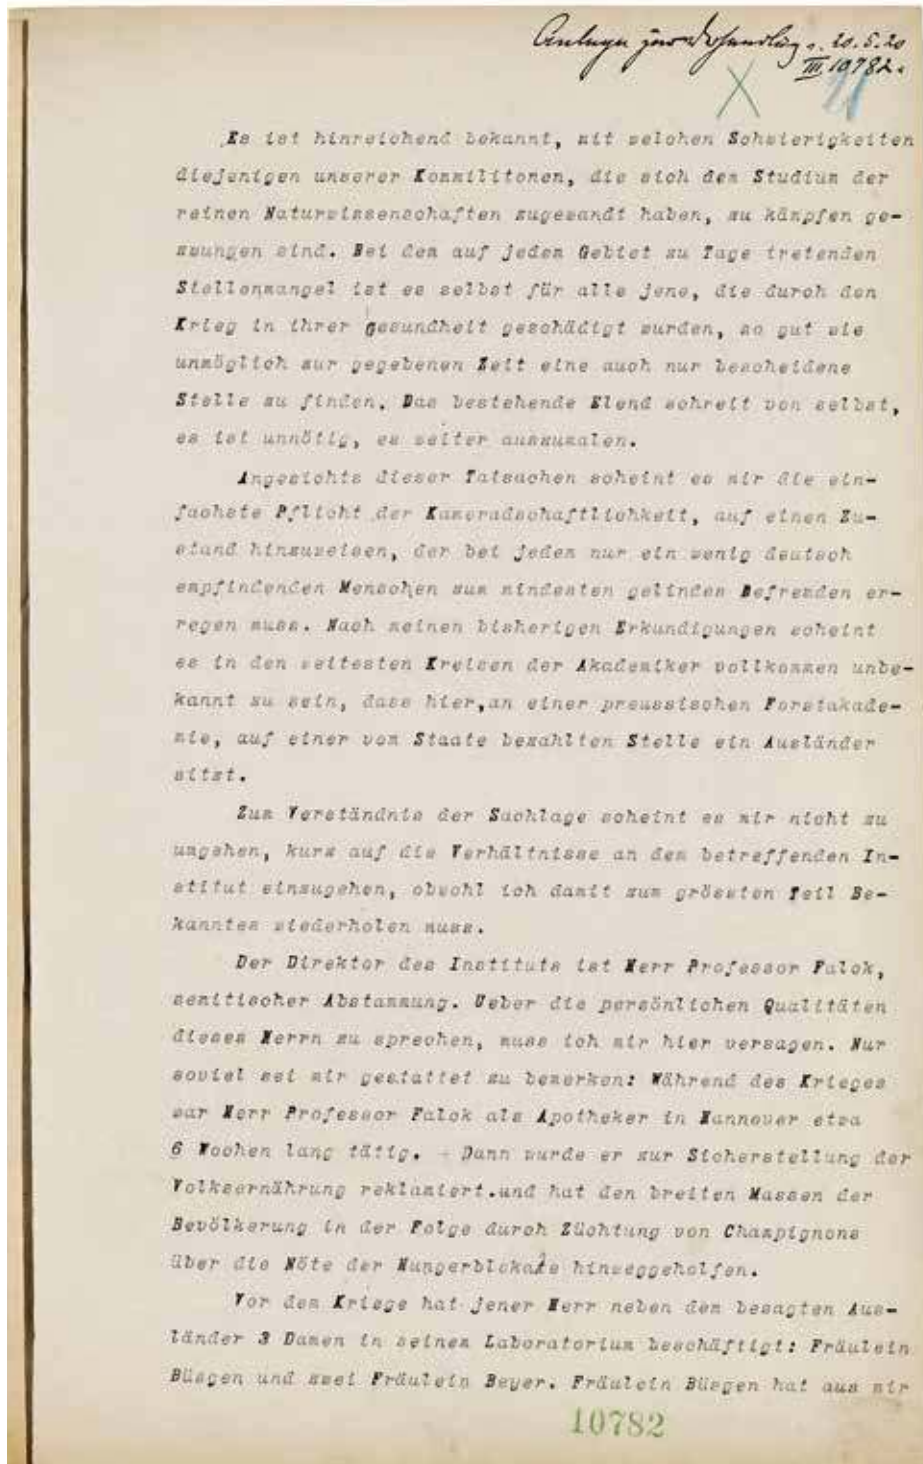 Anlage zur Verhandlung v. 20.5.20
III 10782.
Es ist hinreichend bekannt, mit welchen Schwierigkeiten
diejenigen unserer Kommilitonen, die sich dem Studium der
reinen Naturwissenschaften zugewandt haben, zu kämpfen ge-
zwungen sind. Bei dem auf jedem Gebiet zu Tage tretenden
Stellenmangel ist es selbst für alle jene, die durch den
Krieg in ihrer gesundheit geschädigt wurden, so gut wie
unmöglich zur gegebenen Zeit eine auch nur bescheidene
Stelle zu finden. Das bestehende Elend schreit von selbst,
es ist unnötig, es weiter auszumalen.
Angesichts dieser Tatsachen scheint es mir die ein-
fachste Pflicht der Kameradschaftlichkeit, auf einen Zu-
stand hinzuweisen, der bei jedem nur ein wenig deutsch
empfindenden Menschen zum mindesten gelindes Befremden er-
regen muss. Nach meinen bisherigen Erkundigungen scheint
es in den weitesten Kreisen der Akademiker vollkommen unbe-
kannt zu sein, dass hier,an einer preussischen Forstakade-
mie, auf einer vom Staate bezahlten Stelle ein Ausländer
sitzt.
Zum Verständnis der Sachlage scheint es mir nicht zu
umgehen, kurz auf die Verhältnisse an dem betreffenden In-
stitut einzugehen, obwohl ich damit zum grössten Teil Be-
kanntes wiederholen muss.
Der Direktor des Instituts ist Herr Professor Falck,
semitischer Abstammung. Ueber die persönlichen Qualitäten
dieses Herrn zu sprechen, muss ich mir hier versagen. Nur
soviel sei mir gestattet zu bemerken: Während des Krieges
war Herr Professor Falck als Apotheker in Hannover etwa
6 Wochen lang tätig. - Dann wurde er zur Sicherstellung der
Volksernährung reklamiert.und hat den breiten Massen der
Bevölkerung in der Folge durch Züchtung von Champignons
über die Nöte der Hungerblokade hinweggeholfen.
Vor dem Kriege hat jener Herr neben dem besagten Aus-
länder 3 Damen in seinem Laboratorium beschäftigt: Fräulein
Büsgen und zwei Fräulein Beyer. Fräulein Büsgen hat aus mir
10782